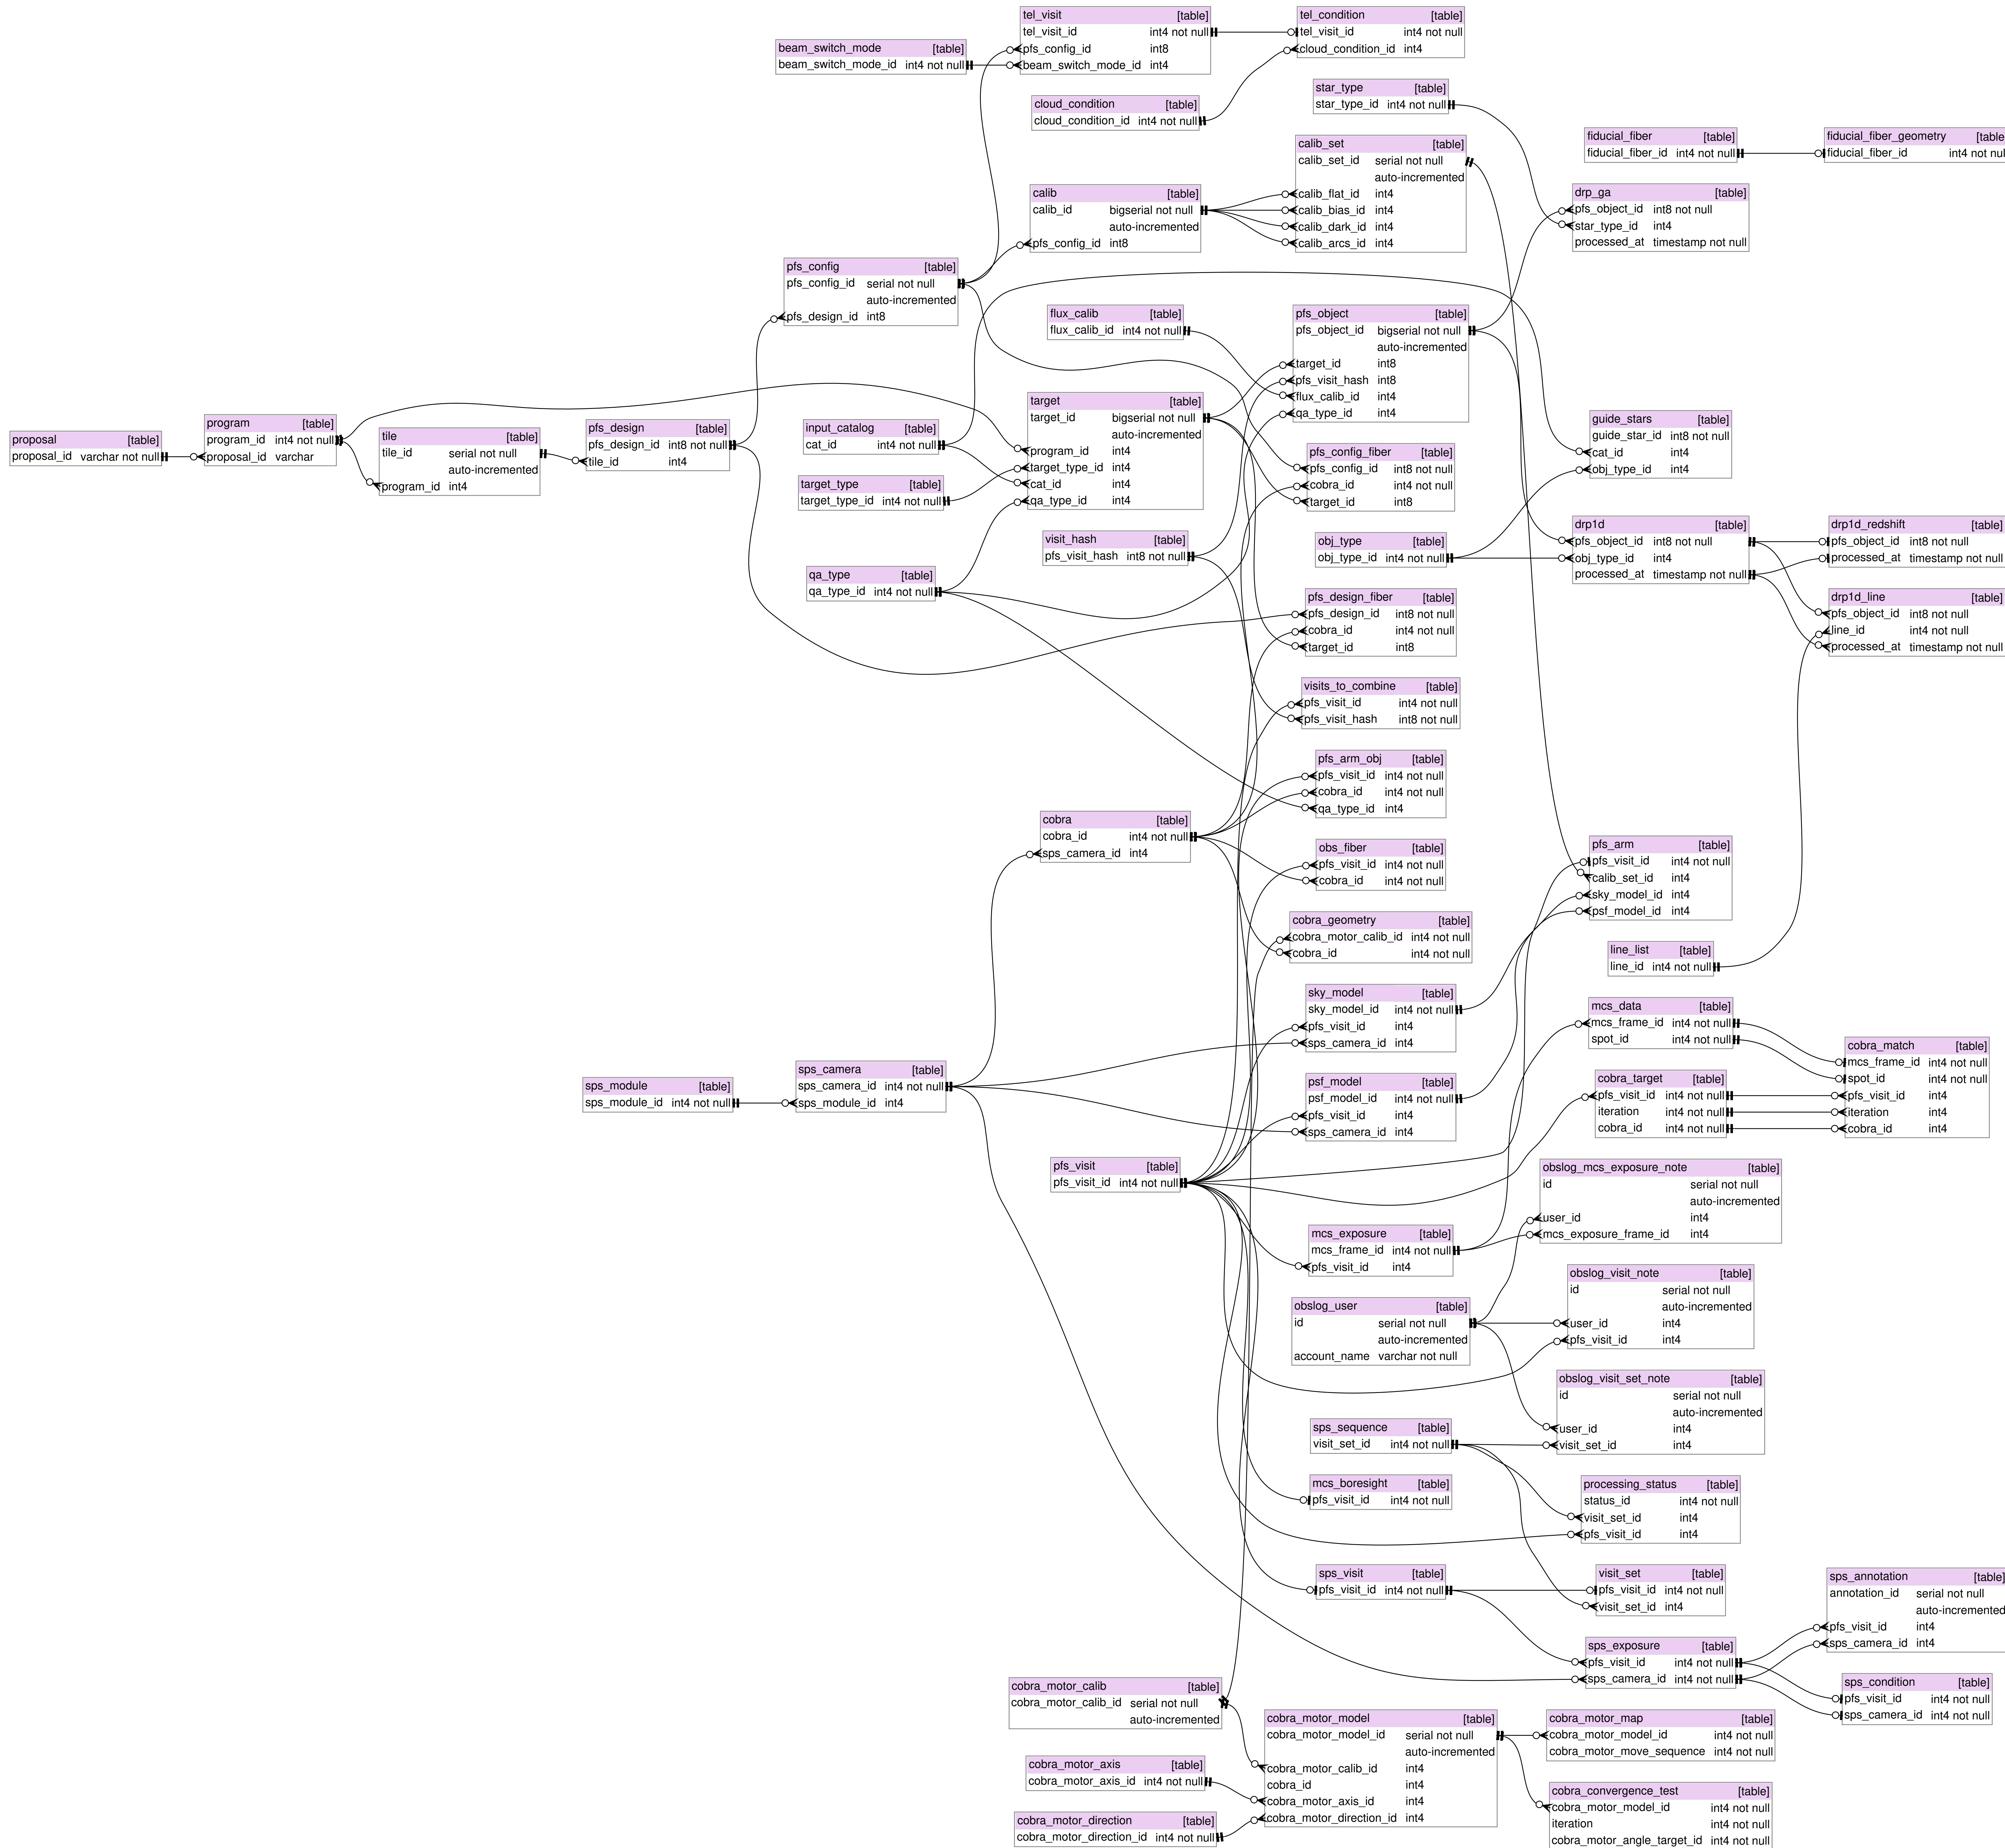 tel_visit [table]
tel_visit_id int4 not null
pfs_config_id int8
beam_switch_mode_id int4
tel_condition [table]
tel_visit_id int4 not null
cloud_condition_id int4
beam_switch_mode [table]
beam_switch_mode_id int4 not null
cloud_condition [table]
cloud_condition_id int4 not null
star_type [table]
star_type_id int4 not null
fiducial_fiber [table]
fiducial_fiber_id int4 not null
fiducial_fiber_geometry [table
fiducial_fiber_id int4 not nul
calib_set [table]
calib_set_id serial not null
auto-incremented
calib_flat_id int4
calib_bias_id int4
calib_dark_id int4
calib_arcs_id int4
calib [table]
calib_id bigserial not null
auto-incremented
pfs_config_id int8
drp_ga [table]
pfs_object_id int8 not null
star_type_id int4
processed_at timestamp not null
pfs_config [table]
pfs_config_id serial not null
auto-incremented
pfs_design_id int8
flux_calib [table]
flux_calib_id int4 not null
pfs_object [table]
pfs_object_id bigserial not null
auto-incremented
target_id int8
pfs_visit_hash int8
flux_calib_id int4
qa_type_id int4
proposal [table]
proposal_id varchar not null
program [table]
program_id int4 not null
proposal_id varchar
tile [table]
tile_id serial not null
auto-incremented
program_id int4
pfs_design [table]
pfs_design_id int8 not null
tile_id int4
input_catalog [table]
cat_id int4 not null
target [table]
target_id bigserial not null
auto-incremented
program_id int4
target_type_id int4
cat_id int4
qa_type_id int4
guide_stars [table]
guide_star_id int8 not null
cat_id int4
obj_type_id int4
pfs_config_fiber [table]
pfs_config_id int8 not null
cobra_id int4 not null
target_id int8
target_type [table]
target_type_id int4 not null
visit_hash [table]
pfs_visit_hash int8 not null
obj_type [table]
obj_type_id int4 not null
drp1d [table]
pfs_object_id int8 not null
obj_type_id int4
processed_at timestamp not null
drp1d_redshift [table]
pfs_object_id int8 not null
processed_at timestamp not null
qa_type [table]
qa_type_id int4 not null
pfs_design_fiber [table]
pfs_design_id int8 not null
cobra_id int4 not null
target_id int8
drp1d_line [table]
pfs_object_id int8 not null
line_id int4 not null
processed_at timestamp not null
visits_to_combine [table]
pfs_visit_id int4 not null
pfs_visit_hash int8 not null
pfs_arm_obj [table]
pfs_visit_id int4 not null
cobra_id int4 not null
qa_type_id int4
cobra [table]
cobra_id int4 not null
sps_camera_id int4
obs_fiber [table]
pfs_visit_id int4 not null
cobra_id int4 not null
pfs_arm [table]
pfs_visit_id int4 not null
calib_set_id int4
sky_model_id int4
psf_model_id int4
cobra_geometry [table]
cobra_motor_calib_id int4 not null
cobra_id int4 not null
line_list [table]
line_id int4 not null
sky_model [table]
sky_model_id int4 not null
pfs_visit_id int4
sps_camera_id int4
mcs_data [table]
mcs_frame_id int4 not null
spot_id int4 not null
cobra_match [table]
mcs_frame_id int4 not null
spot_id int4 not null
pfs_visit_id int4
iteration int4
cobra_id int4
sps_module [table]
sps_module_id int4 not null
sps_camera [table]
sps_camera_id int4 not null
sps_module_id int4
psf_model [table]
psf_model_id int4 not null
pfs_visit_id int4
sps_camera_id int4
cobra_target [table]
pfs_visit_id int4 not null
iteration int4 not null
cobra_id int4 not null
pfs_visit [table]
pfs_visit_id int4 not null
obslog_mcs_exposure_note [table]
id serial not null
auto-incremented
user_id int4
mcs_exposure_frame_id int4
mcs_exposure [table]
mcs_frame_id int4 not null
pfs_visit_id int4
obslog_visit_note [table]
id serial not null
auto-incremented
user_id int4
pfs_visit_id int4
obslog_user [table]
id serial not null
auto-incremented
account_name varchar not null
obslog_visit_set_note [table]
id serial not null
auto-incremented
user_id int4
visit_set_id int4
sps_sequence [table]
visit_set_id int4 not null
mcs_boresight [table]
pfs_visit_id int4 not null
processing_status [table]
status_id int4 not null
visit_set_id int4
pfs_visit_id int4
sps_visit [table]
pfs_visit_id int4 not null
visit_set [table]
pfs_visit_id int4 not null
visit_set_id int4
sps_annotation [table]
annotation_id serial not null
auto-incremented
pfs_visit_id int4
sps_camera_id int4
sps_exposure [table]
pfs_visit_id int4 not null
sps_camera_id int4 not null
sps_condition [table]
pfs_visit_id int4 not null
sps_camera_id int4 not null
cobra_motor_calib [table]
cobra_motor_calib_id serial not null
auto-incremented
cobra_motor_model [table]
cobra_motor_model_id serial not null
auto-incremented
cobra_motor_calib_id int4
cobra_id int4
cobra_motor_axis_id int4
cobra_motor_direction_id int4
cobra_motor_map [table]
cobra_motor_model_id int4 not null
cobra_motor_move_sequence int4 not null
cobra_motor_axis [table]
cobra_motor_axis_id int4 not null
cobra_motor_direction [table]
cobra_motor_direction_id int4 not null
cobra_convergence_test [table]
cobra_motor_model_id int4 not null
iteration int4 not null
cobra_motor_angle_target_id int4 not null